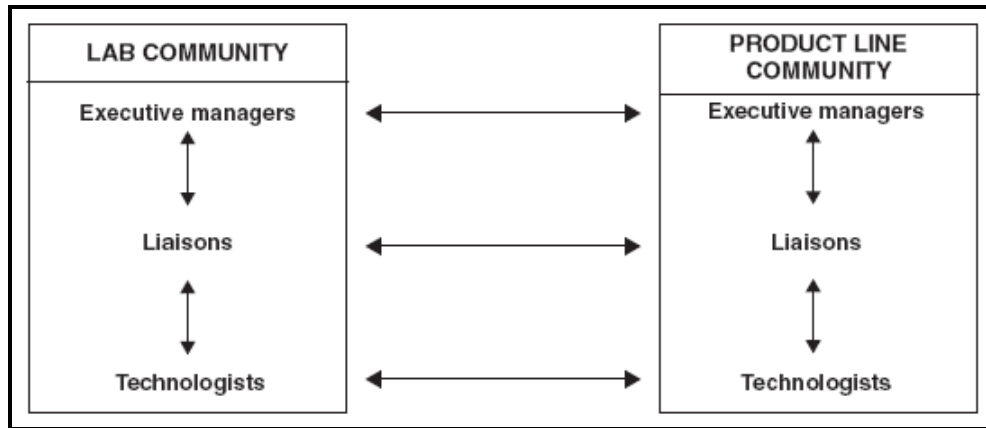 LAB COMMUNITY
Executive managers
Liaisons
Technologists
PRODUCT LINE
COMMUNITY
Executive managers
Liaisons
Technologists